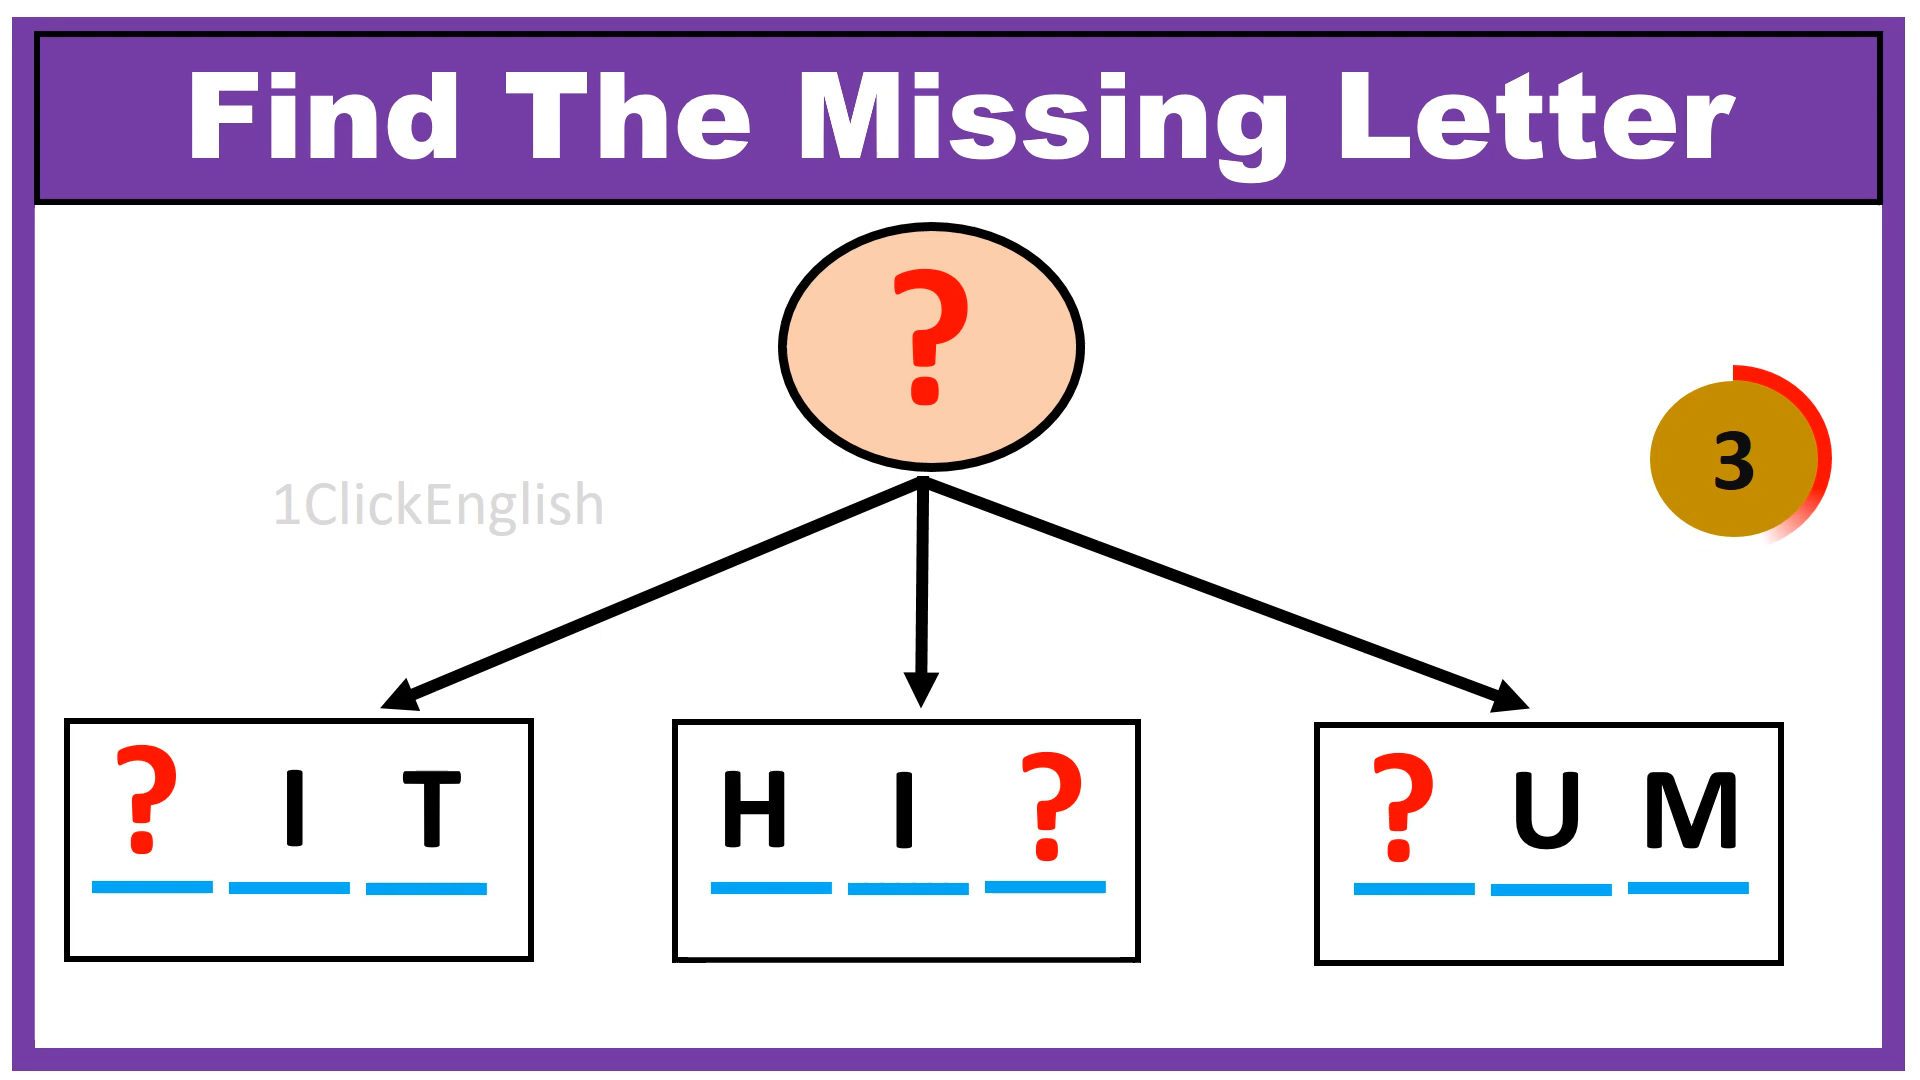 Find The Missing Letter
?
3
1ClickEnglish
? I T
H I ?
? U M